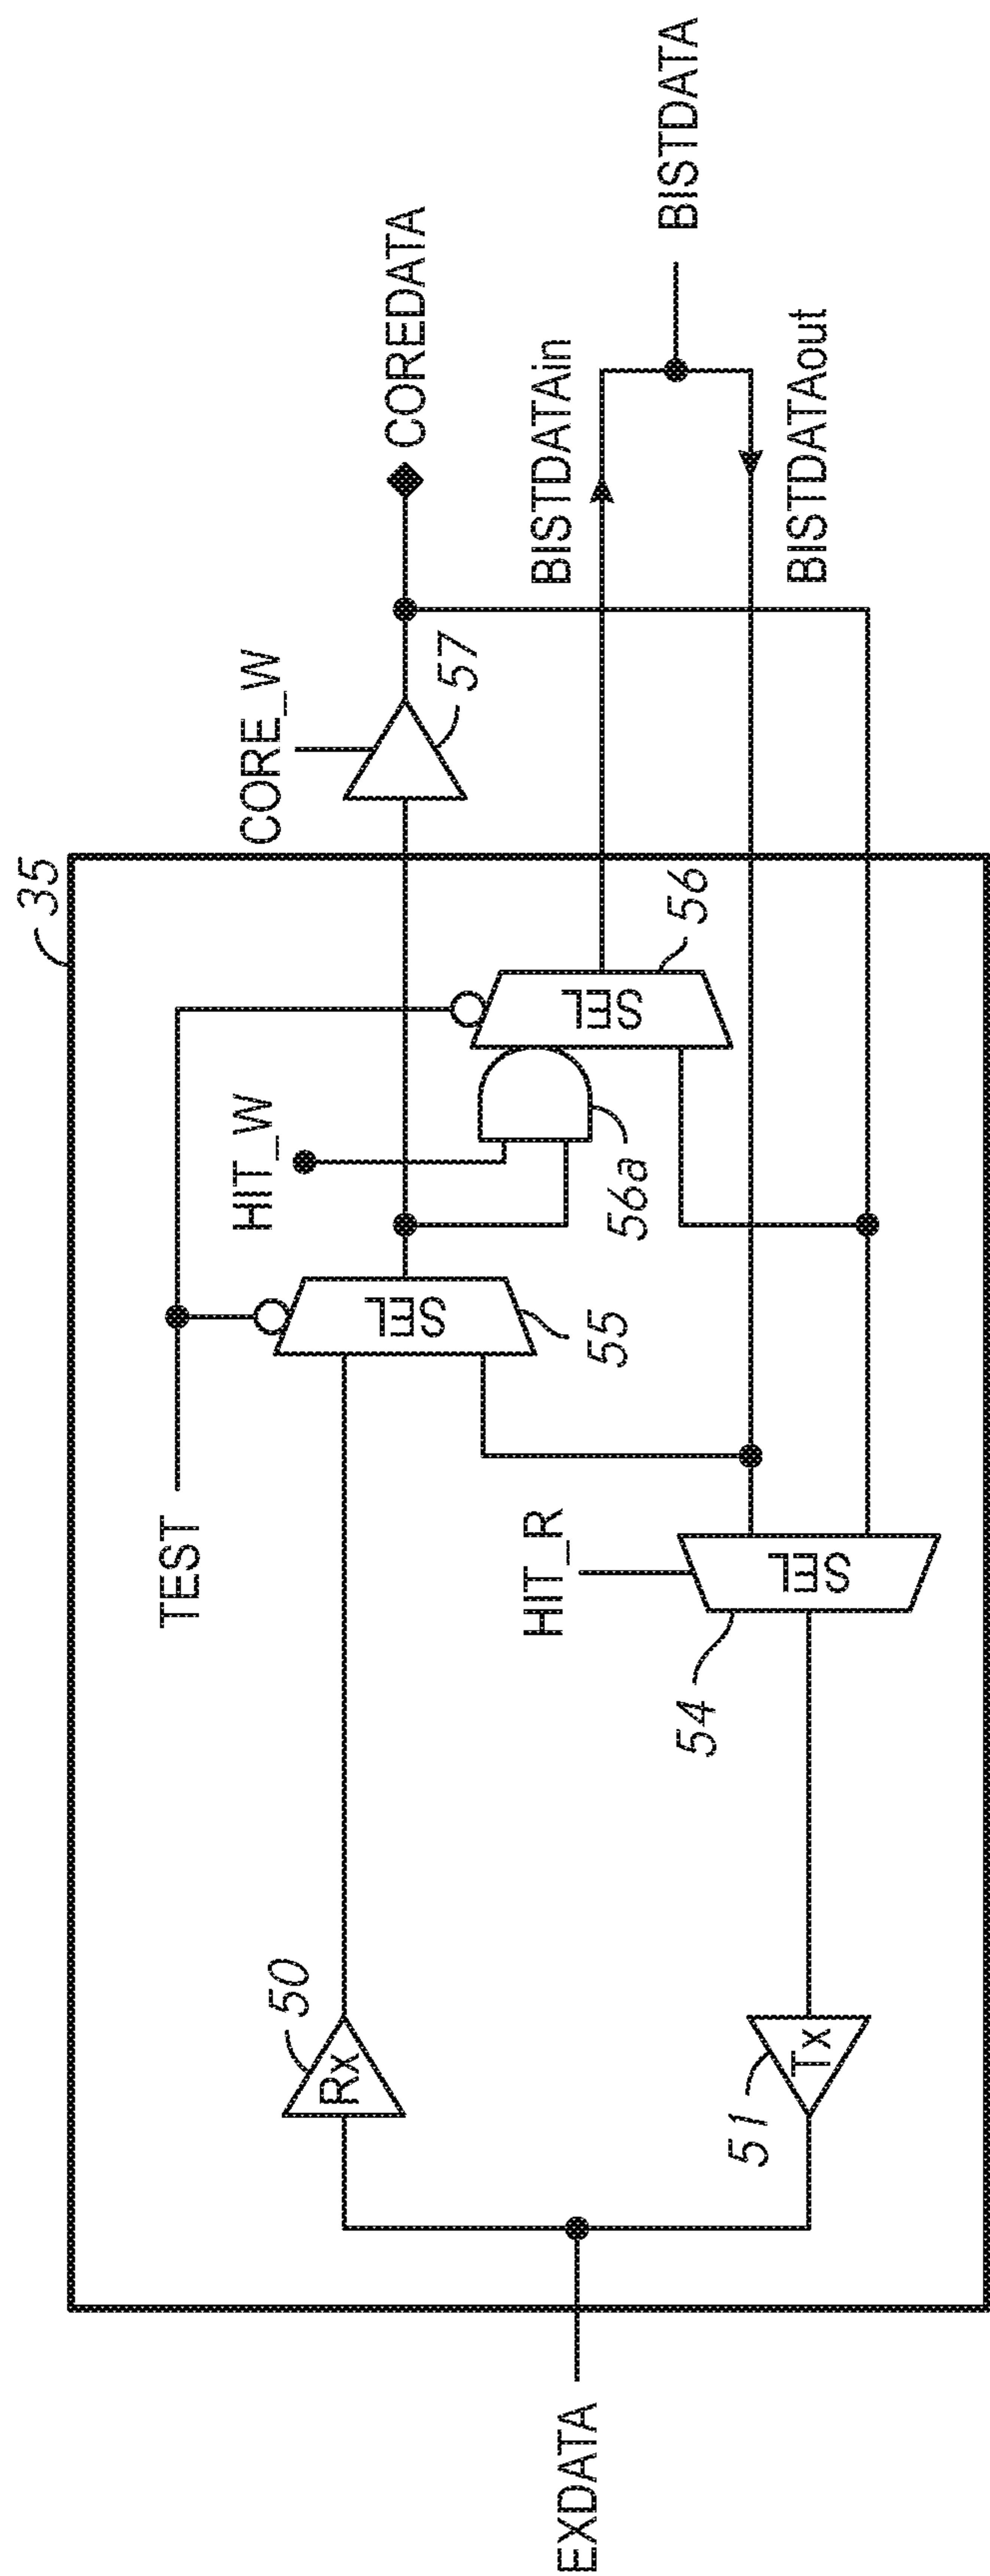 35
TEST
HIT_W
CORE_W
50
Rx
SEL
55
SEL
56
56a
57
COREDATA
EXDATA
HIT_R
SEL
54
51
Tx
BISTDATAin
BISTDATA
BISTDATAout